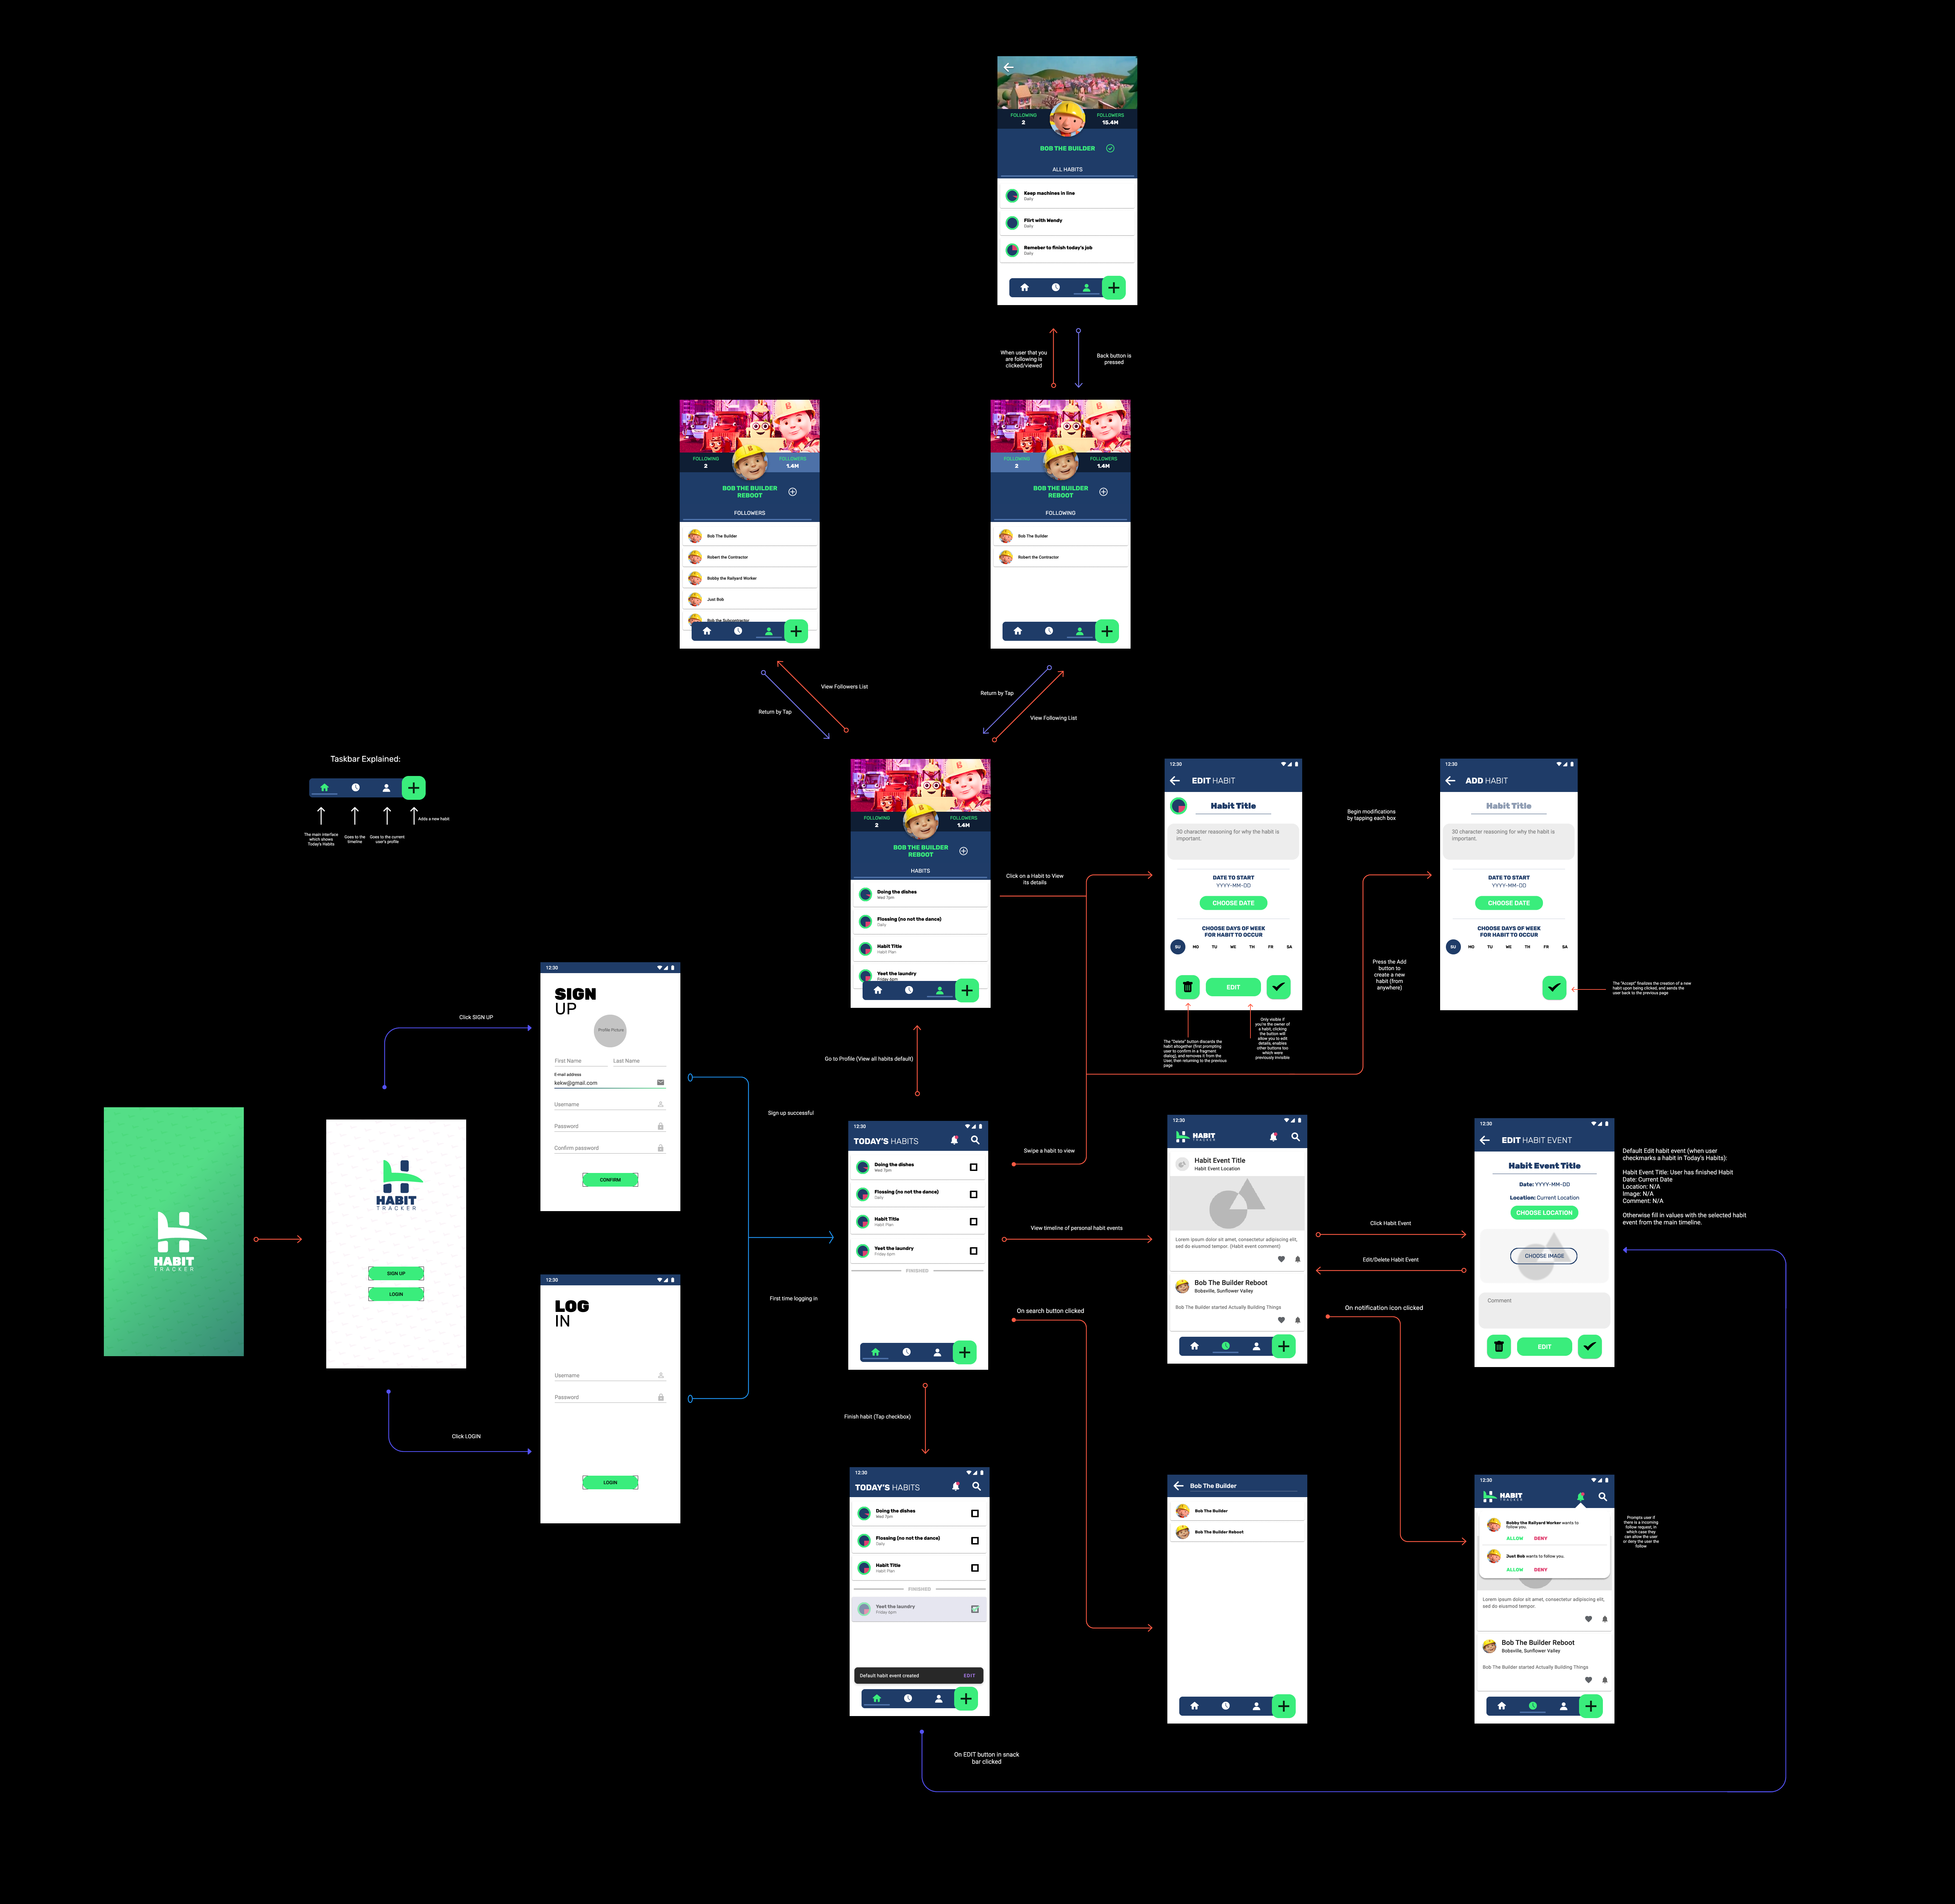 FOLLOWING
2
FOLLOWERS
15.4M
BOB THE BUILDER
ALL HABITS
Keep machines in line
Daily
Flirt with Wendy
Daily
Remeber to finish today's job
Daily
When user that you
are following is
clicked/viewed
Back button is
pressed
FOLLOWING
2
FOLLOWERS
1.4M
BOB THE BUILDER
REBOOT
FOLLOWERS
Bob The Builder
Robert the Contractor
Bobby the Railyard Worker
Just Bob
Bob the Subcontractor
FOLLOWING
2
FOLLOWERS
1.4M
BOB THE BUILDER
REBOOT
FOLLOWING
Bob The Builder
Robert the Contractor
View Followers List
Return by Tap
Return by Tap
View Following List
Taskbar Explained:
The main interface
which shows
Today's Habits
Goes to the
timeline
Goes to the current
user's profile
Adds a new habit
FOLLOWING
2
FOLLOWERS
1.4M
BOB THE BUILDER
REBOOT
HABITS
Doing the dishes
Wed 7pm
Flossing (no not the dance)
Daily
Habit Title
Habit Plan
Yeet the laundry
Friday 6pm
Click on a Habit to View
its details
12:30
EDIT HABIT
Habit Title
30 character reasoning for why the habit is
important.
DATE TO START
YYYY-MM-DD
CHOOSE DATE
CHOOSE DAYS OF WEEK
FOR HABIT TO OCCUR
SU MO TU WE TH FR SA
EDIT
The "Delete" button discards the
habit altogether (first prompting
user to confirm in a fragment
dialog), and removes it from the
User, then returning to the previous
page
Only visible if
you're the owner of
a habit, clicking
the button will
allow you to edit
details, enables
other buttons too
which were
previously invisible
Begin modifications
by tapping each box
Press the Add
button to
create a new
habit (from
anywhere)
12:30
ADD HABIT
Habit Title
30 character reasoning for why the habit is
important.
DATE TO START
YYYY-MM-DD
CHOOSE DATE
CHOOSE DAYS OF WEEK
FOR HABIT TO OCCUR
SU MO TU WE TH FR SA
The "Accept" finalizes the creation of a new
habit upon being clicked, and sends the
user back to the previous page
HABIT
TRACKER
HABIT
TRACKER
SIGN UP
LOGIN
Click SIGN UP
Click LOGIN
12:30
SIGN
UP
Profile Picture
First Name
Last Name
E-mail address
kekw@gmail.com
Username
Password
Confirm password
CONFIRM
12:30
LOG
IN
Username
Password
LOGIN
Sign up successful
First time logging in
Go to Profile (View all habits default)
12:30
TODAY'S HABITS
Doing the dishes
Wed 7pm
Flossing (no not the dance)
Daily
Habit Title
Habit Plan
Yeet the laundry
Friday 6pm
FINISHED
Swipe a habit to view
View timeline of personal habit events
On search button clicked
Finish habit (Tap checkbox)
12:30
TODAY'S HABITS
Doing the dishes
Wed 7pm
Flossing (no not the dance)
Daily
Habit Title
Habit Plan
FINISHED
Yeet the laundry
Friday 6pm
Default habit event created
EDIT
On EDIT button in snack
bar clicked
12:30
HABIT
TRACKER
Habit Event Title
Habit Event Location
Lorem ipsum dolor sit amet, consectetur adipiscing elit,
sed do eiusmod tempor. (Habit event comment)
Bob The Builder Reboot
Bobsville, Sunflower Valley
Bob The Builder started Actually Building Things
Click Habit Event
Edit/Delete Habit Event
On notification icon clicked
12:30
EDIT HABIT EVENT
Habit Event Title
Date: YYYY-MM-DD
Location: Current Location
CHOOSE LOCATION
CHOOSE IMAGE
Comment
EDIT
Default Edit habit event (when user
checkmarks a habit in Today's Habits):
Habit Event Title: User has finished Habit
Date: Current Date
Location: N/A
Image: N/A
Comment: N/A
Otherwise fill in values with the selected habit
event from the main timeline.
Bob The Builder
Bob The Builder
Bob The Builder Reboot
12:30
HABIT
TRACKER
Bobby the Railyard Worker wants to
follow you.
ALLOW DENY
Just Bob wants to follow you.
ALLOW DENY
Lorem ipsum dolor sit amet, consectetur adipiscing elit,
sed do eiusmod tempor.
Bob The Builder Reboot
Bobsville, Sunflower Valley
Bob The Builder started Actually Building Things
Prompts user if
there is a incoming
follow request, in
which case they
can allow the user
or deny the user the
follow